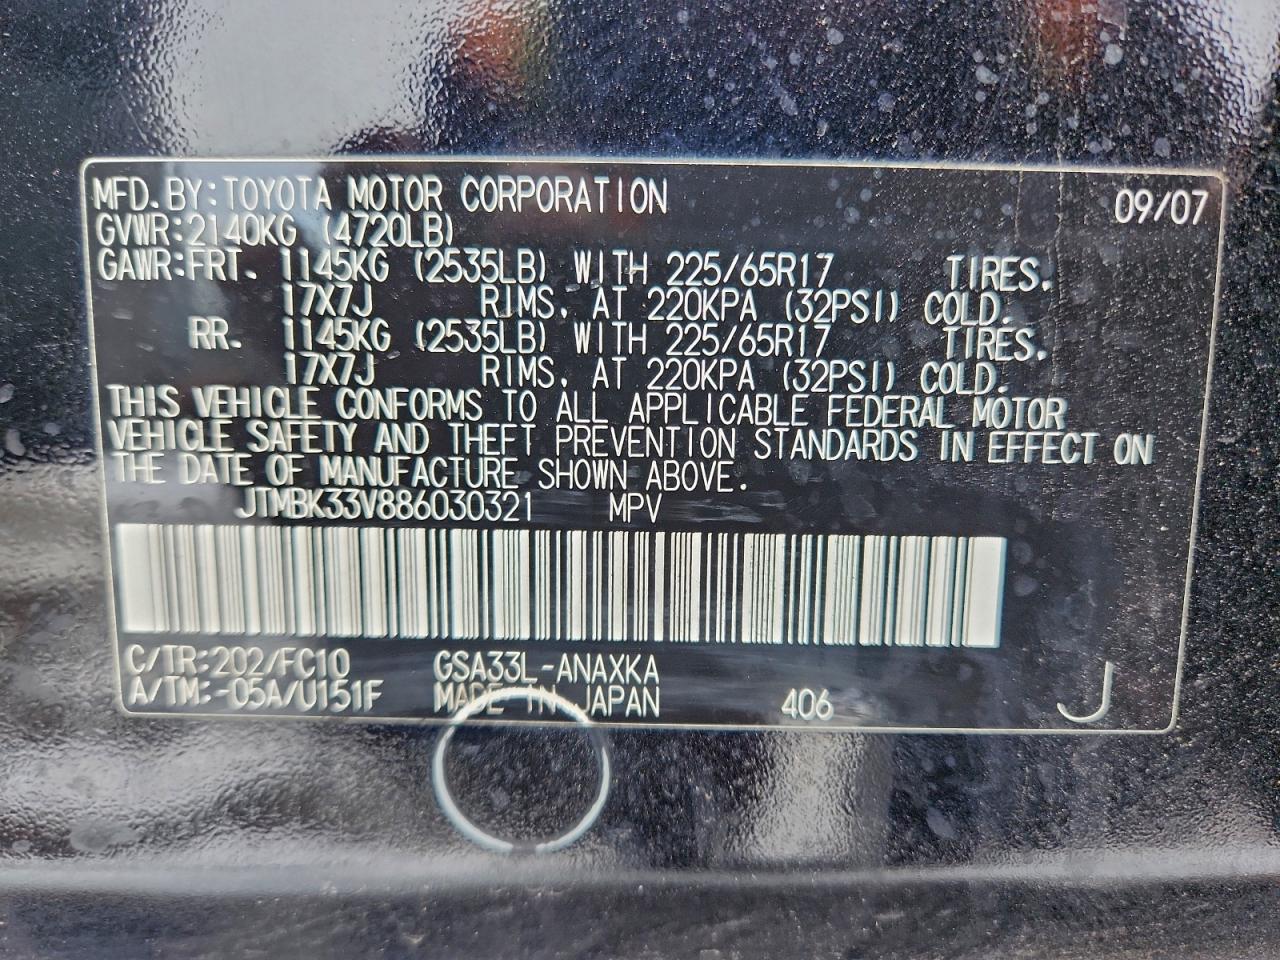 MFD.BY:TOYOTA MOTOR CORPORATION 09/07
GVWR:2140KG (4720LB)
GAWR:FRT. 1145KG (2535LB) WITH 225/65R17 TIRES.
17X7J RIMS, AT 220KPA (32PSI) COLD.
RR. 1145KG (2535LB) WITH 225/65R17 TIRES.
17X7J RIMS, AT 220KPA (32PSI) COLD.
THIS VEHICLE CONFORMS TO ALL APPLICABLE FEDERAL MOTOR
VEHICLE SAFETY AND THEFT PREVENTION STANDARDS IN EFFECT ON
THE DATE OF MANUFACTURE SHOWN ABOVE.
JTMBK33V886030321 MPV
C/TR:202/FC10 GSA33L-ANAXKA
A/TM:-05A/U151F MADE IN JAPAN 406 J